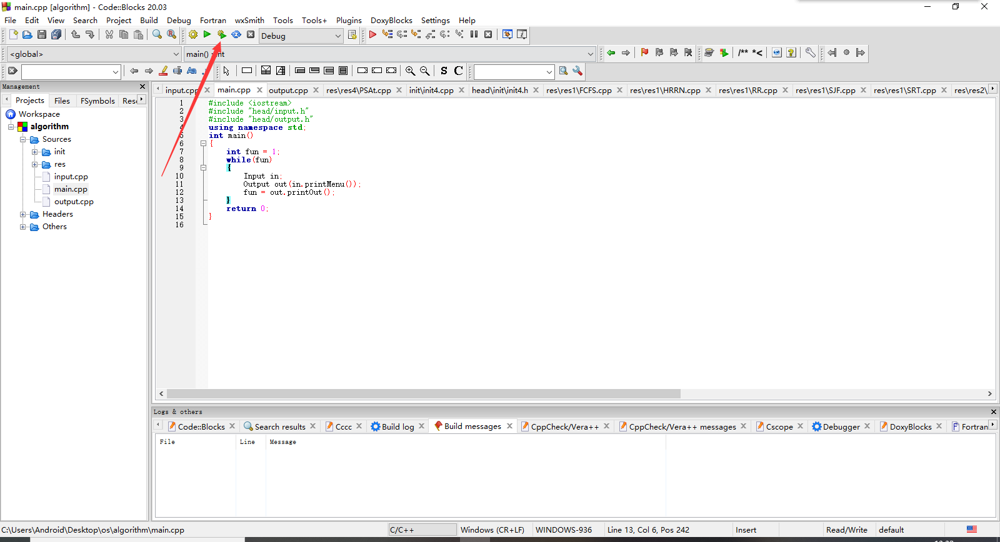 main.cpp [algorithm] - Code::Blocks 20.03
File Edit View Search Project Build Debug Fortran wxSmith Tools Tools+ Plugins DoxyBlocks Settings Help
Debug
<global>
main() : int
/** *<
S C
Management
Projects Files FSymbols Res
Workspace
algorithm
Sources
init
res
input.cpp
main.cpp
output.cpp
Headers
Others
input.cpp main.cpp output.cpp res\res4\PSAt.cpp init\init4.cpp head\init\init4.h res\res1\FCFS.cpp res\res1\HRRN.cpp res\res1\RR.cpp res\res1\SJF.cpp res\res1\SRT.cpp res\res2\
1 #include <iostream>
2 #include "head/input.h"
3 #include "head/output.h"
4 using namespace std;
5 int main()
6 {
7 int fun = 1;
8 while(fun)
9 {
10 Input in;
11 Output out(in.printMenu());
12 fun = out.printOut();
13 }
14 return 0;
15 }
16
Logs & others
Code::Blocks Search results Cccc Build log Build messages CppCheck/Vera++ CppCheck/Vera++ messages Cscope Debugger DoxyBlocks Fortran
File Line Message
C:\Users\Android\Desktop\os\algorithm\main.cpp C/C++ Windows (CR+LF) WINDOWS-936 Line 13, Col 6, Pos 242 Insert Read/Write default